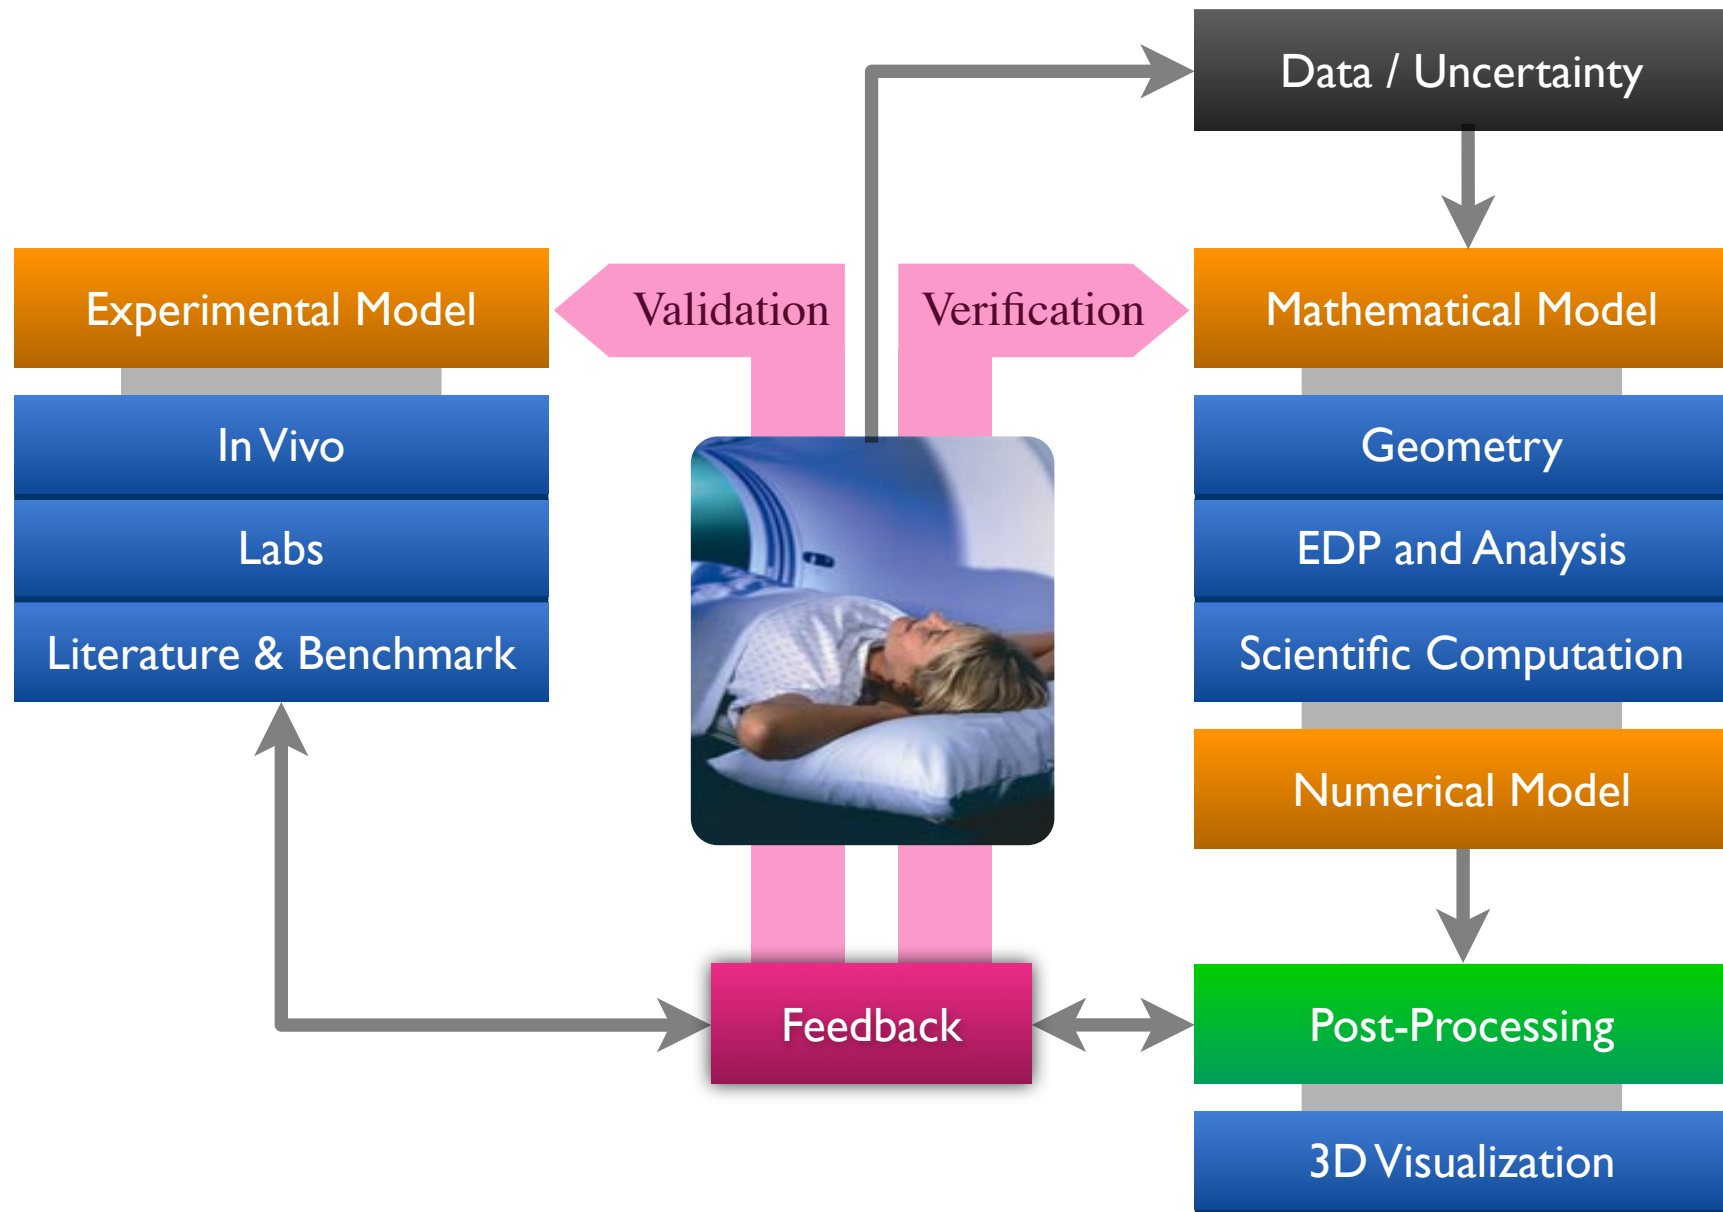 Data / Uncertainty
Experimental Model
Validation
Verification
Mathematical Model
In Vivo
Geometry
Labs
EDP and Analysis
Literature & Benchmark
Scientific Computation
Numerical Model
Feedback
Post-Processing
3D Visualization